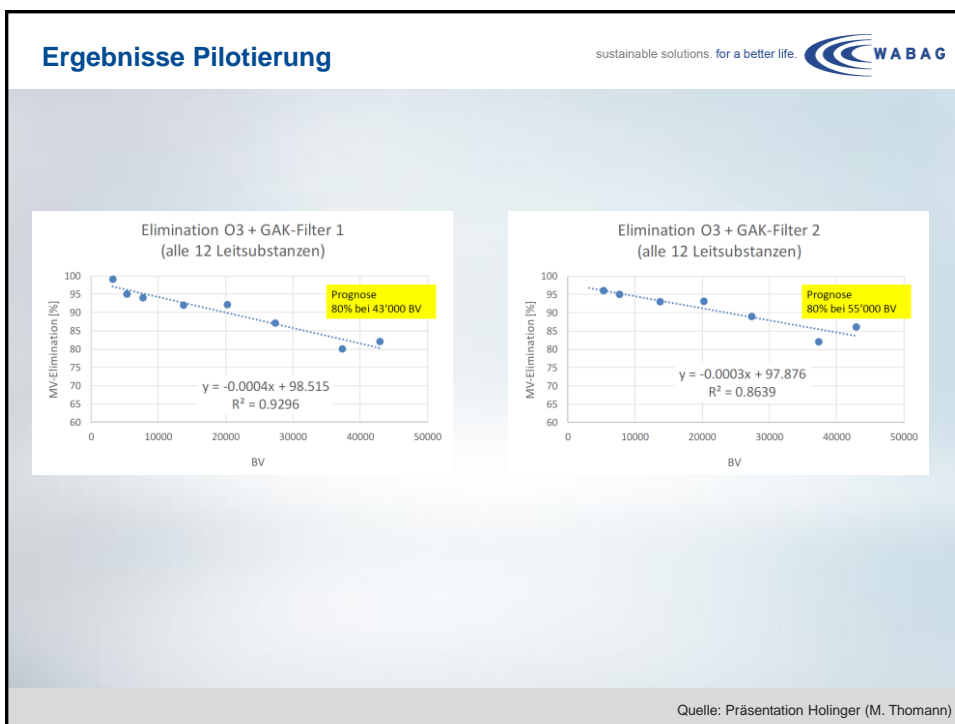 Ergebnisse Pilotierung
sustainable solutions. for a better life.
WABAG
Elimination O3 + GAK-Filter 1
(alle 12 Leitsubstanzen)
100
95
90
85
80
75
70
65
60
MV-Elimination [%]
Prognose
80% bei 43'000 BV
y = -0.0004x + 98.515
R² = 0.9296
0 10000 20000 30000 40000 50000
BV
Elimination O3 + GAK-Filter 2
(alle 12 Leitsubstanzen)
100
95
90
85
80
75
70
65
60
MV-Elimination [%]
Prognose
80% bei 55'000 BV
y = -0.0003x + 97.876
R² = 0.8639
0 10000 20000 30000 40000 50000
BV
Quelle: Präsentation Holinger (M. Thomann)